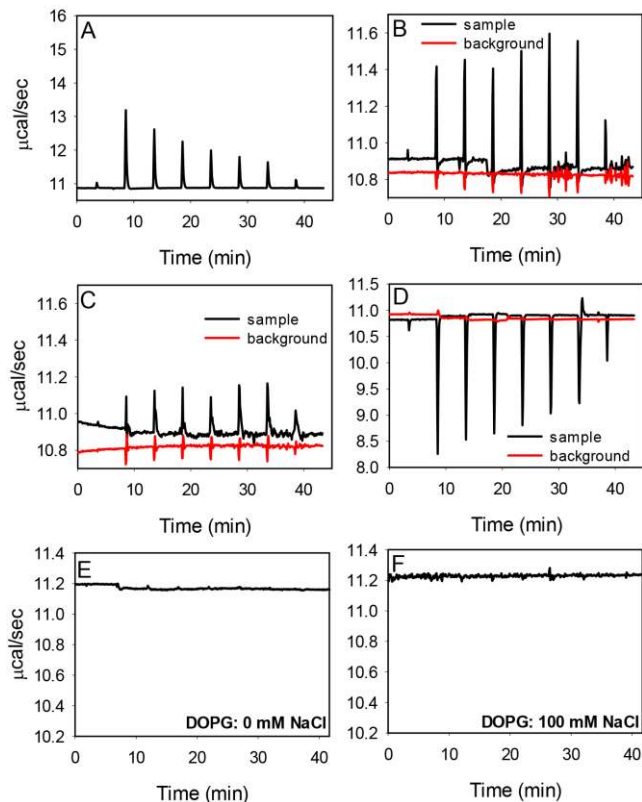 A
16
15
14
13
12
11
μcal/sec
0 10 20 30 40
Time (min)
B
sample
background
11.6
11.4
11.2
11.0
10.8
0 10 20 30 40
Time (min)
C
sample
background
11.6
11.4
11.2
11.0
10.8
μcal/sec
0 10 20 30 40
Time (min)
D
11.5
11.0
10.5
10.0
9.5
9.0
8.5
8.0
sample
background
0 10 20 30 40
Time (min)
E
11.4
11.2
11.0
10.8
10.6
10.4
10.2
μcal/sec
DOPG: 0 mM NaCl
0 10 20 30 40
Time (min)
F
11.4
11.2
11.0
10.8
10.6
10.4
10.2
DOPG: 100 mM NaCl
0 10 20 30 40
Time (min)